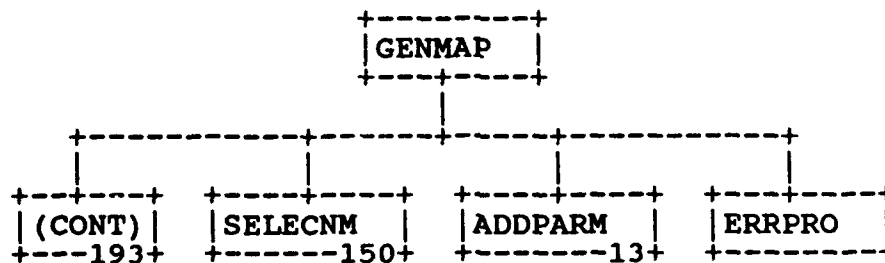 GENMAP
(CONT) SELECNM ADDPARM ERRPRO
193 150 13